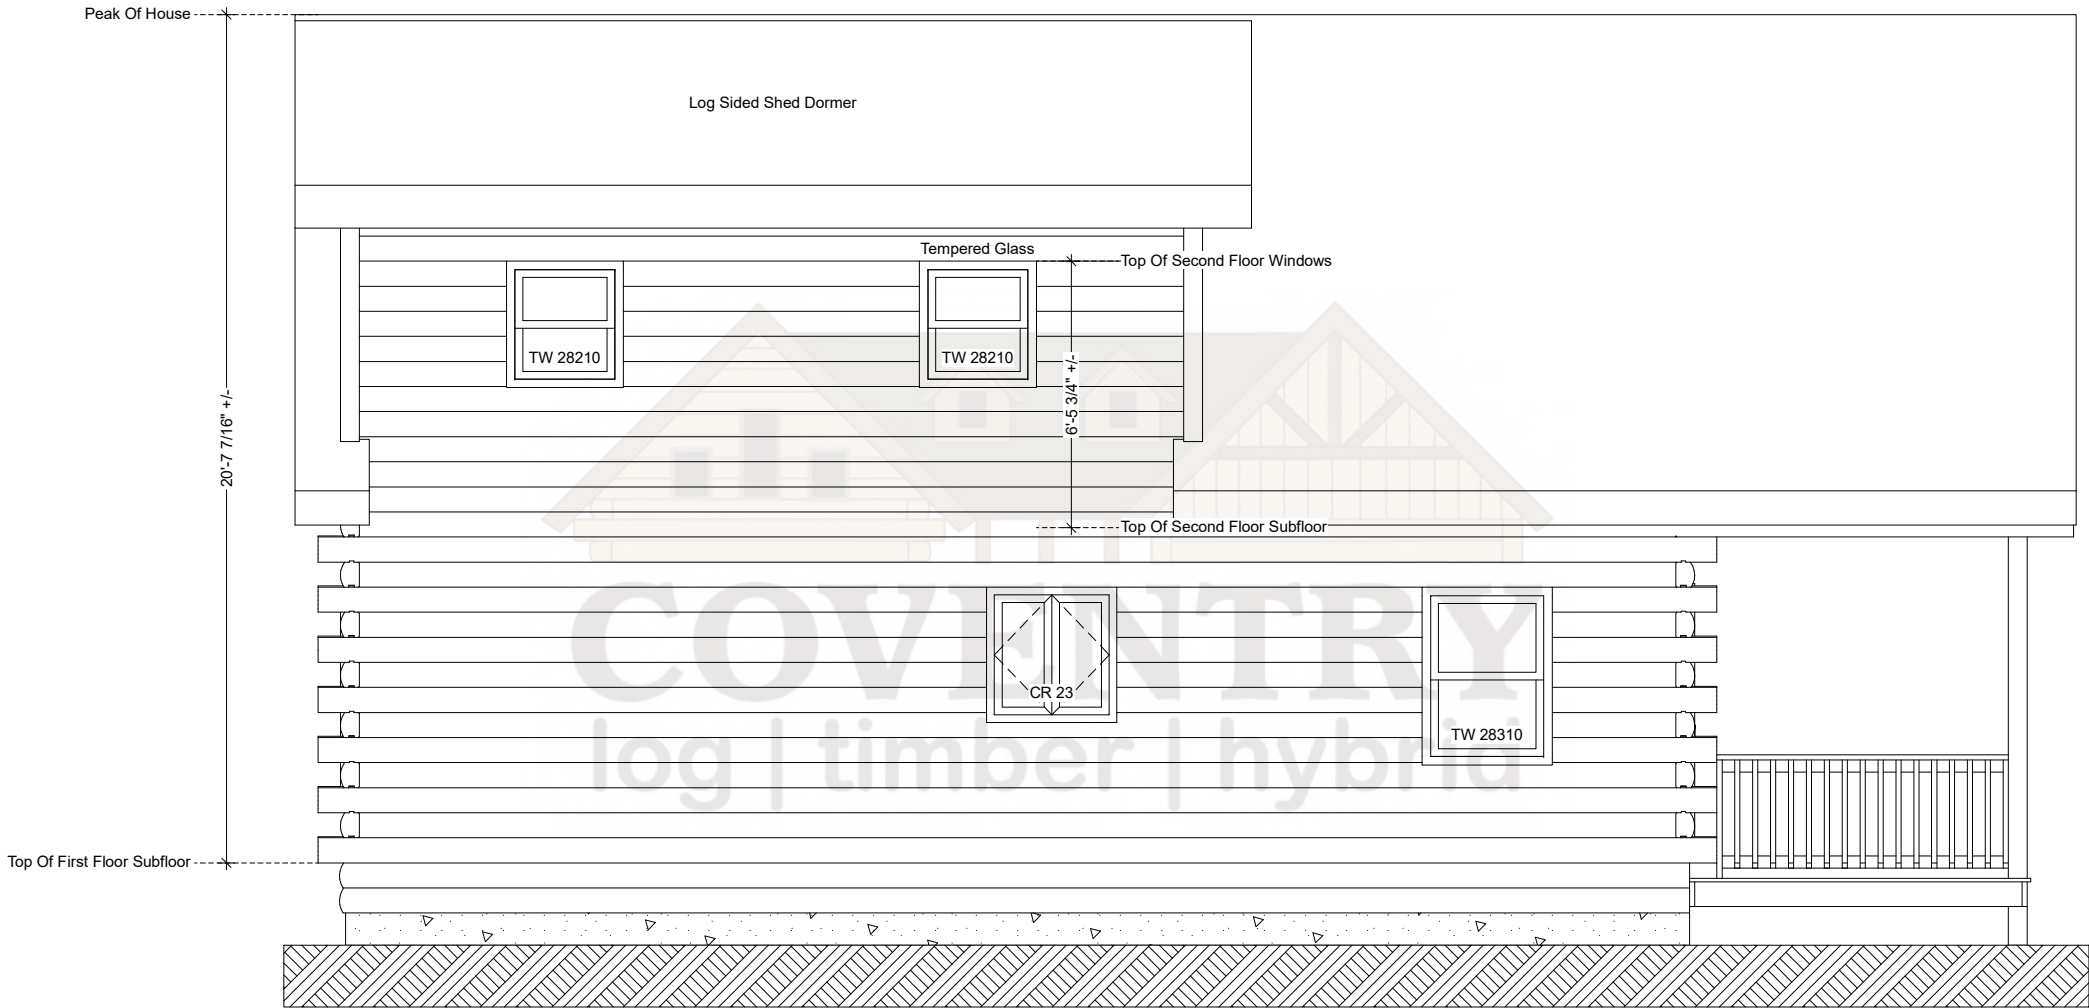 Peak Of House
Log Sided Shed Dormer
Tempered Glass
Top Of Second Floor Windows
TW 28210
TW 28210
6'-5 3/4" +/-
20'-7 7/16" +/-
Top Of Second Floor Subfloor
COVENTRY
CR 23
TW 28310
log | timber | hybrid
Top Of First Floor Subfloor